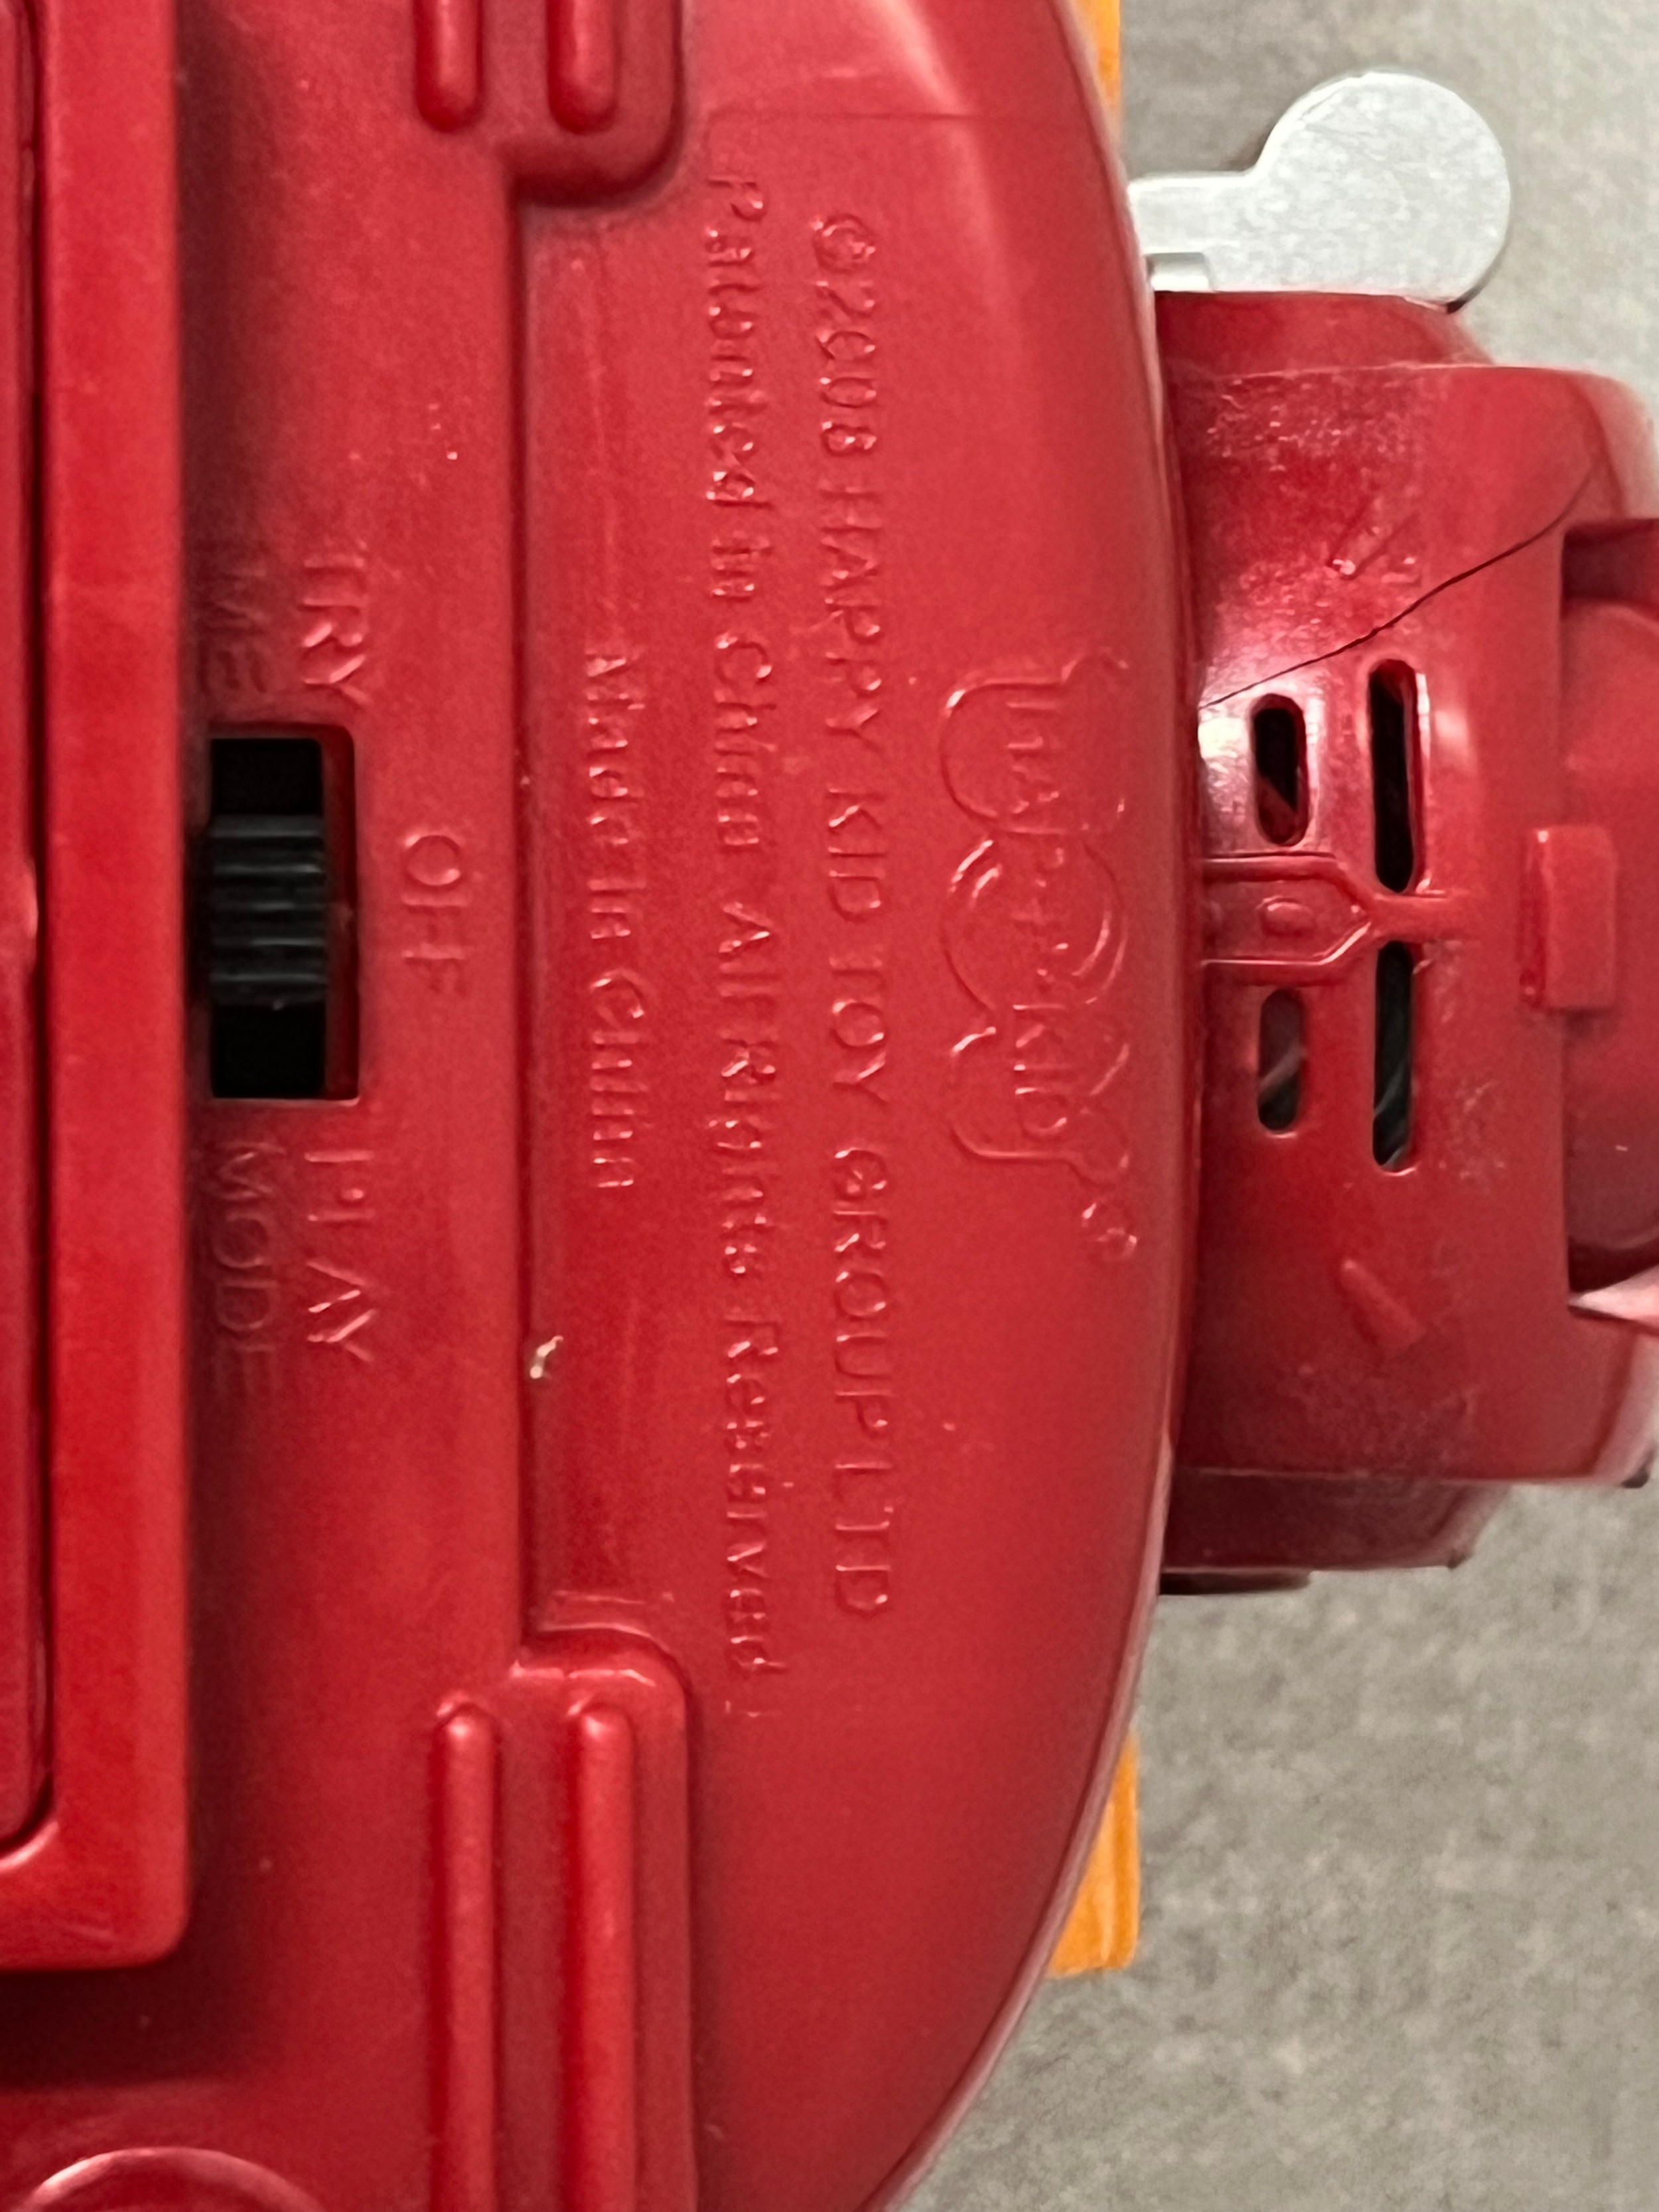 HAPPYKID
©2008 HAPPY KID TOY GROUP LTD
Patented in China All Rights Reserved
Made in China
OFF
TRY
ME
PLAY
MODE